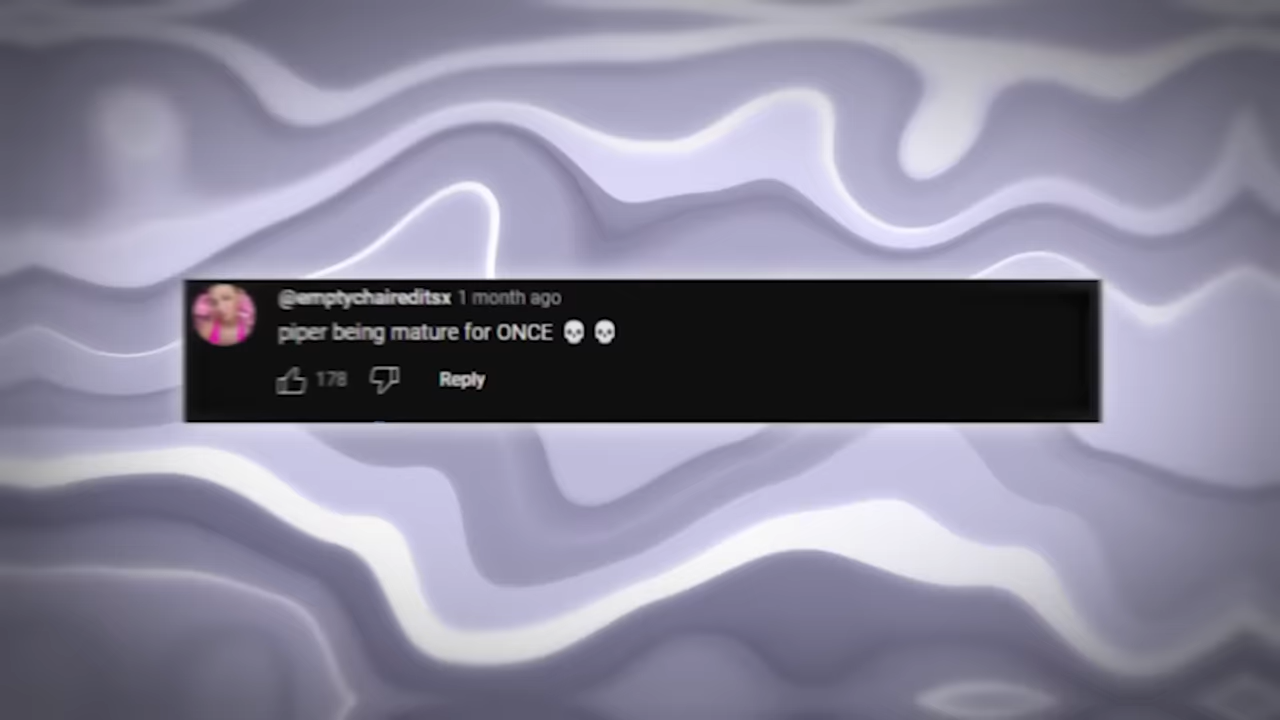 @emptychaireditsx 1 month ago
piper being mature for ONCE 💀 💀
178 Reply